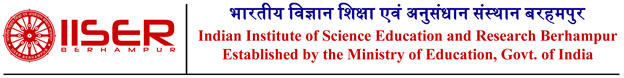 IISER
BERHAMPUR
भारतीय विज्ञान शिक्षा एवं अनुसंधान संस्थान बरहमपुर
Indian Institute of Science Education and Research Berhampur
Established by the Ministry of Education, Govt. of India